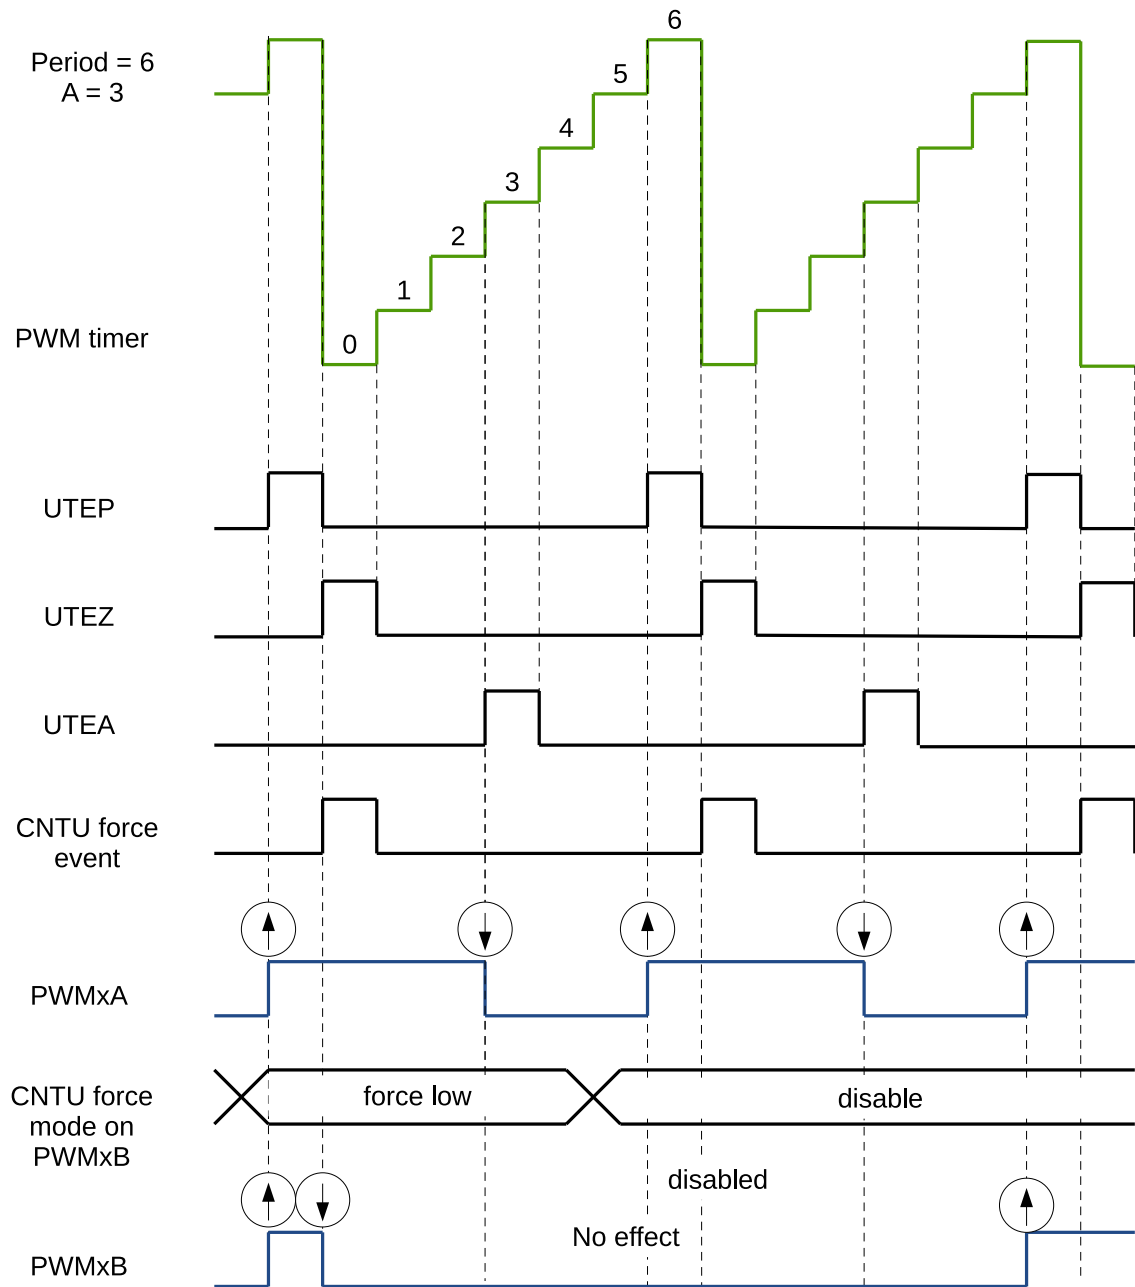 6
Period = 6
A = 3
5
4
3
2
1
0
PWM timer
UTEP
UTEZ
UTEA
CNTU force
event
PWMxA
CNTU force
mode on
PWMxB
force low
disable
disabled
No effect
PWMxB